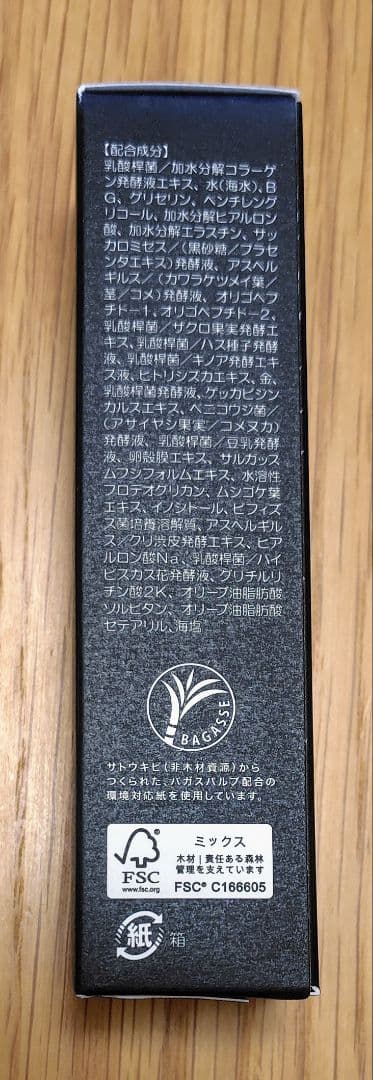 【配合成分】
乳酸桿菌/加水分解コラーゲ
ン発酵液エキス、水(海水)、B
G、グリセリン、ペンチレング
リコール、加水分解ヒアルロン
酸、加水分解エラスチン、サッ
カロミセス/(黒砂糖/プラセ
ンタエキス)発酵液、アスペル
ギルス/(カワラケツメイ葉/
茎/コメ)発酵液、オリゴペプ
チド-1、オリゴペプチド-2、
乳酸桿菌/ザクロ果実発酵エ
キス、乳酸桿菌/ハス種子発酵
液、乳酸桿菌/キノア発酵エキ
ス液、ヒトリシズカエキス、金、
乳酸桿菌発酵液、ゲッカビジン
カルスエキス、ベニコウジ菌/
(アサイヤシ果実/コメヌカ)
発酵液、乳酸桿菌/豆乳発酵
液、卵殻膜エキス、サルガッス
ムフシフォルムエキス、水溶性
プロテオグリカン、ムシゴケ葉
エキス、イノシトール、ビフィズ
ス菌培養溶解質、アスペルギル
ス/クリ渋皮発酵エキス、ヒア
ルロン酸Na、乳酸桿菌/ハイ
ビスカス花発酵液、グリチルリ
チン酸2K、オリーブ油脂肪酸
ソルビタン、オリーブ油脂肪酸
セテアリル、海塩
BAGASSE
サトウキビ(非木材資源)から
つくられた、バガスパルプ配合の
環境対応紙を使用しています。
FSC
www.fsc.org
ミックス
木材|責任ある森林
管理を支えています
FSC® C166605
紙
箱